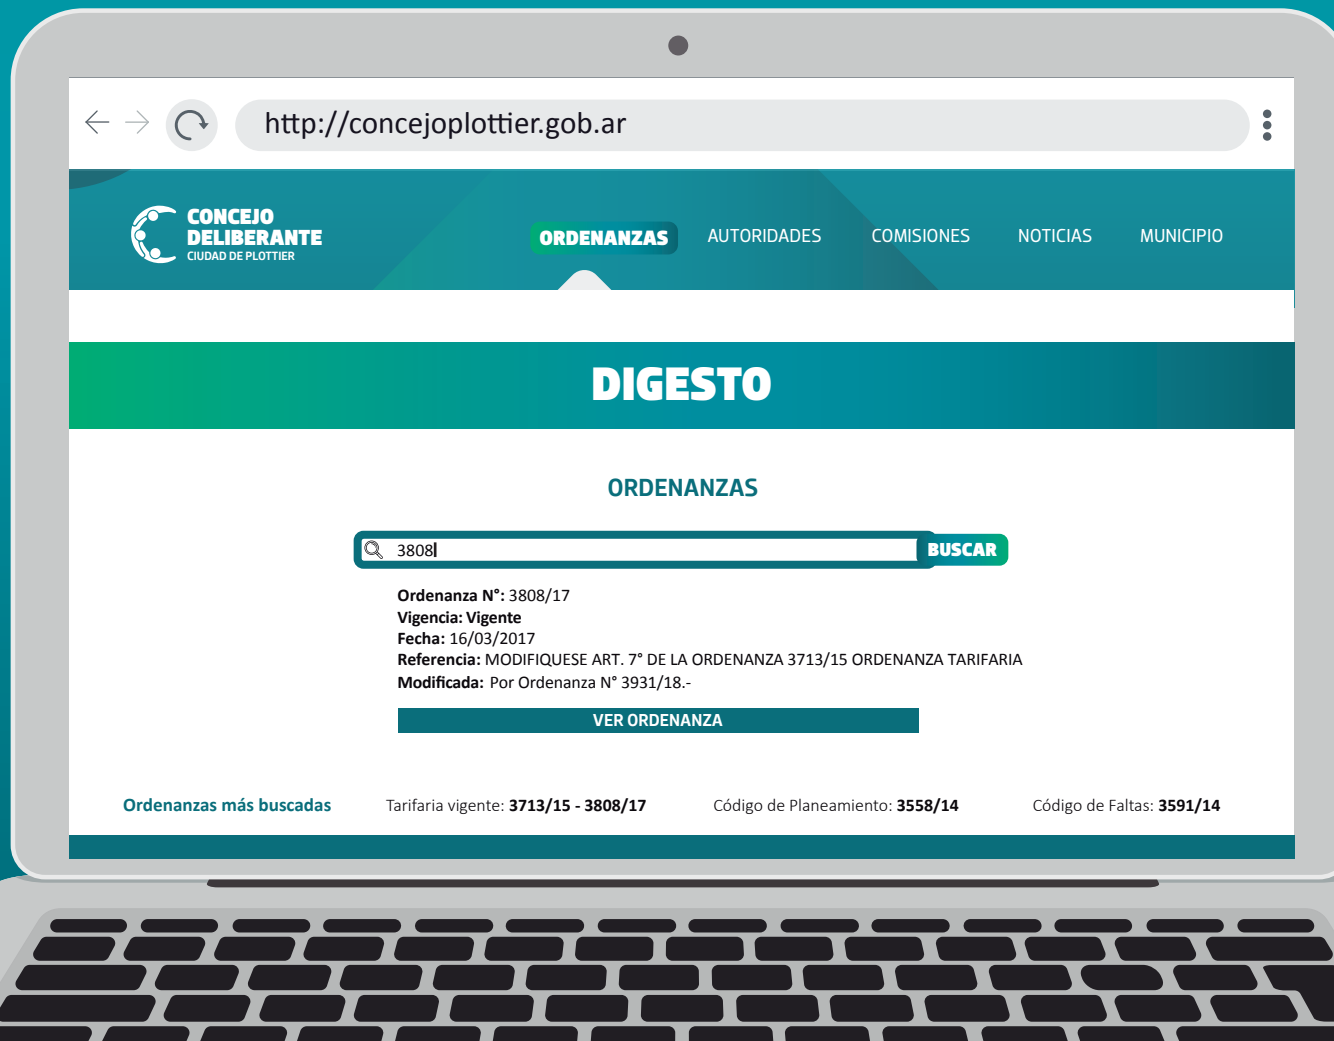 http://concejoplottier.gob.ar
CONCEJO
DELIBERANTE
CIUDAD DE PLOTTIER
ORDENANZAS AUTORIDADES COMISIONES NOTICIAS MUNICIPIO
DIGESTO
ORDENANZAS
3808 BUSCAR
Ordenanza N°: 3808/17
Vigencia: Vigente
Fecha: 16/03/2017
Referencia: MODIFIQUESE ART. 7° DE LA ORDENANZA 3713/15 ORDENANZA TARIFARIA
Modificada: Por Ordenanza N° 3931/18.-
VER ORDENANZA
Ordenanzas más buscadas Tarifaria vigente: 3713/15 - 3808/17 Código de Planeamiento: 3558/14 Código de Faltas: 3591/14